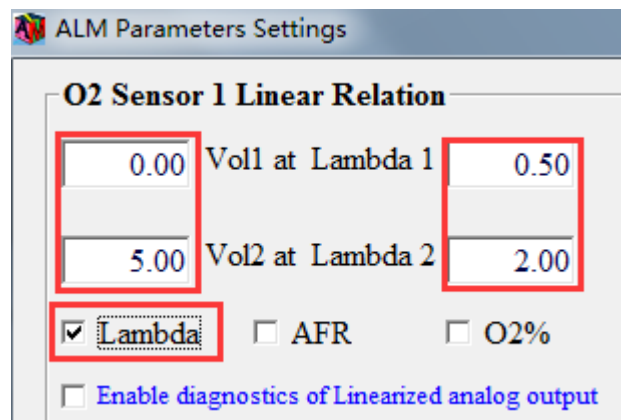 ALM Parameters Settings
O2 Sensor 1 Linear Relation
0.00 Vol1 at Lambda 1 0.50
5.00 Vol2 at Lambda 2 2.00
Lambda AFR O2%
Enable diagnostics of Linearized analog output